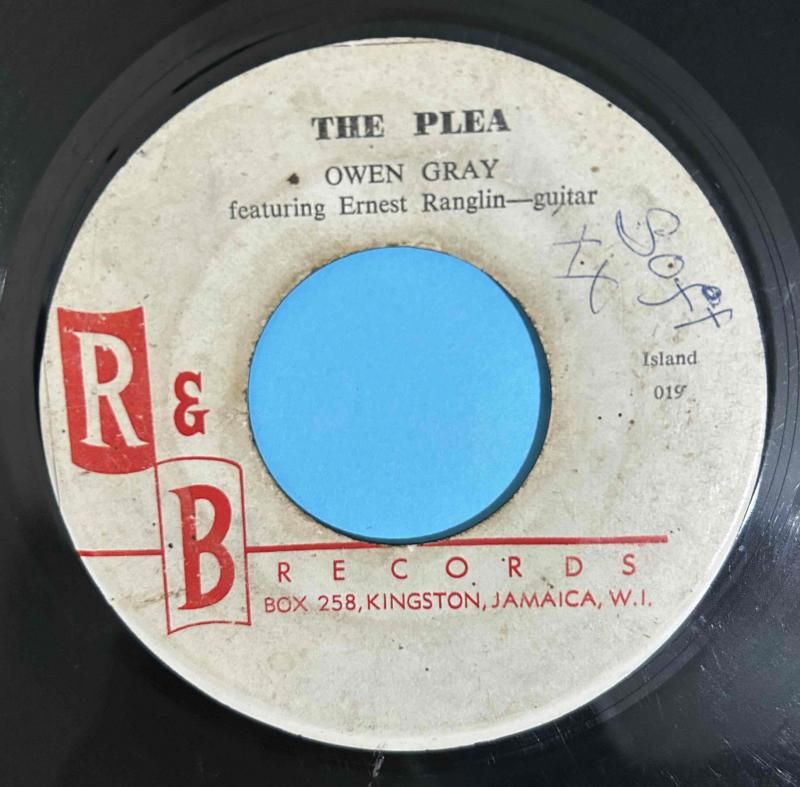 THE PLEA
OWEN GRAY
featuring Ernest Ranglin—guitar
Soft
Island
019
R &
B
RECORDS
BOX 258, KINGSTON, JAMAICA, W.I.